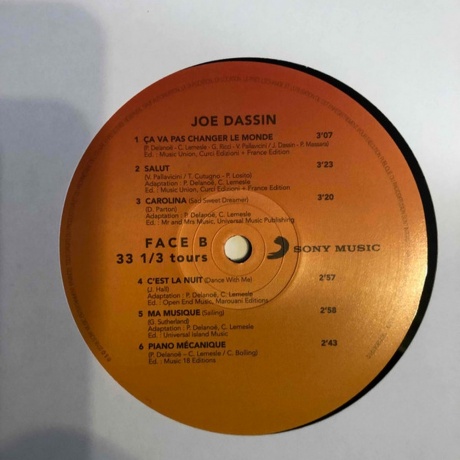 JOE DASSIN
1 ÇA VA PAS CHANGER LE MONDE 3'07
(P. Delanoë - C. Lemesle - G. Ricci - V. Pallavicini / J. Dassin - P. Massara)
Ed. : Music Union, Curci Edizioni + France Edition
2 SALUT 3'23
(V. Pallavicini / T. Cutugno - P. Losito)
Adaptation : P. Delanoë, C. Lemesle
Ed. : Music Union, Curci Edizioni + France Edition
3 CAROLINA (Sad Sweet Dreamer) 3'20
(D. Parton)
Adaptation : P. Delanoë, C. Lemesle
Ed : Mr and Mrs Music, Universal Music Publishing
FACE B
33 1/3 tours
SONY MUSIC
4 C'EST LA NUIT (Dance With Me) 2'57
(J. Hall)
Adaptation : P. Delanoë, C. Lemesle
Ed : Open End Music, Marouani Editions
5 MA MUSIQUE (Sailing) 2'58
(G. Sutherland)
Adaptation : P. Delanoë, C. Lemesle
Ed : Universal Island Music
6 PIANO MÉCANIQUE 2'43
(P. Delanoë – C. Lemesle / C. Bolling)
Ed. : Music 18 Editions